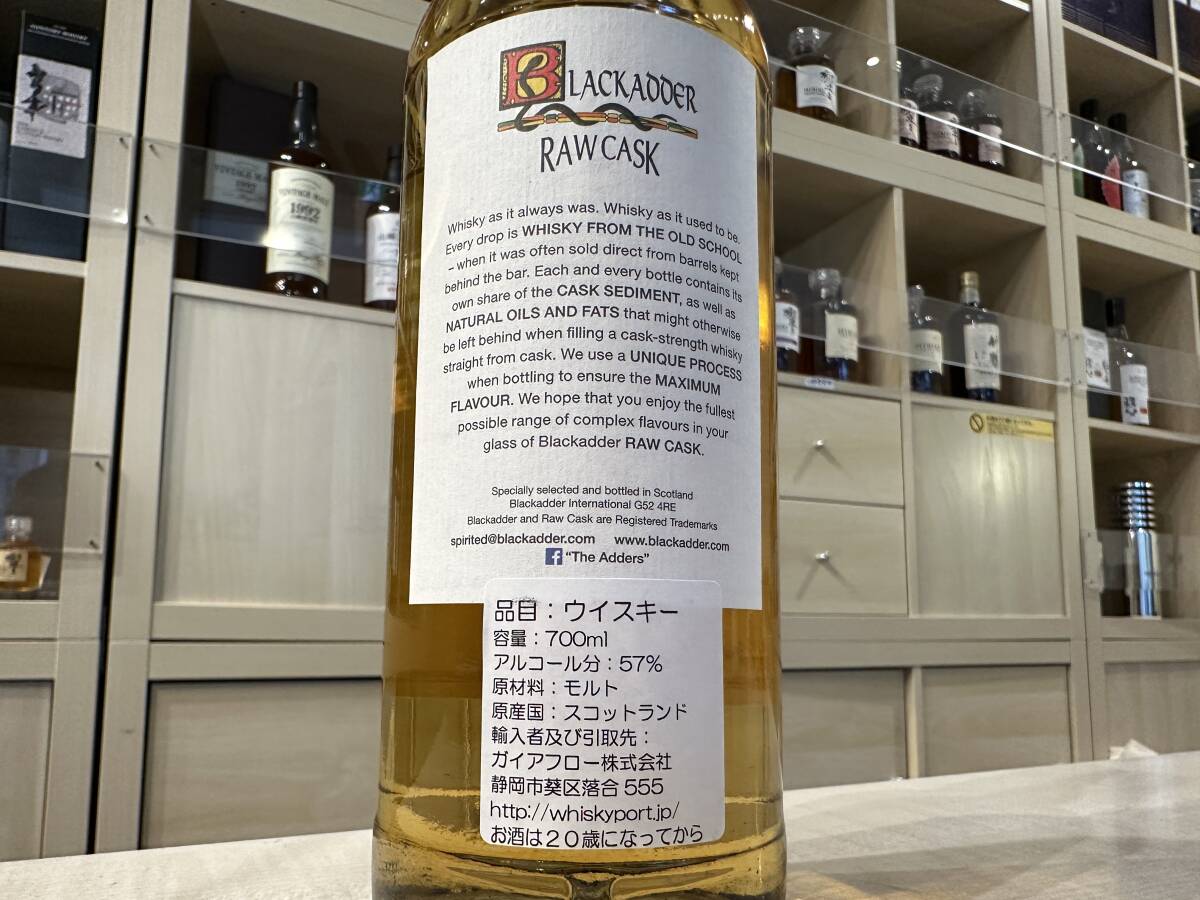 BLACKADDER
RAW CASK
Whisky as it always was. Whisky as it used to be.
Every drop is WHISKY FROM THE OLD SCHOOL
– when it was often sold direct from barrels kept
behind the bar. Each and every bottle contains its
own share of the CASK SEDIMENT, as well as
NATURAL OILS AND FATS that might otherwise
be left behind when filling a cask-strength whisky
straight from cask. We use a UNIQUE PROCESS
when bottling to ensure the MAXIMUM
FLAVOUR. We hope that you enjoy the fullest
possible range of complex flavours in your
glass of Blackadder RAW CASK.
Specially selected and bottled in Scotland
Blackadder International G52 4RE
Blackadder and Raw Cask are Registered Trademarks
spirited@blackadder.com www.blackadder.com
f "The Adders"
品目：ウイスキー
容量：700ml
アルコール分：57%
原材料：モルト
原産国：スコットランド
輸入者及び引取先：
ガイアフロー株式会社
静岡市葵区落合555
http://whiskyport.jp/
お酒は20歳になってから
1992